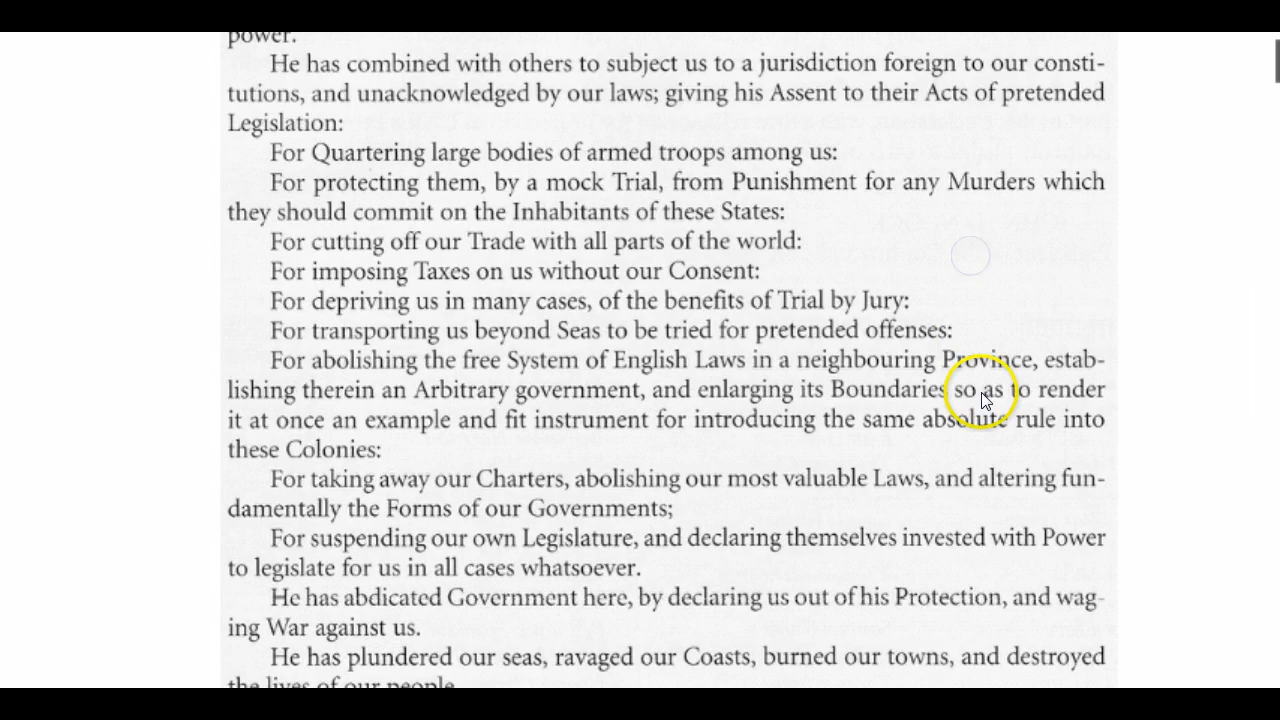 power.
He has combined with others to subject us to a jurisdiction foreign to our consti-
tutions, and unacknowledged by our laws; giving his Assent to their Acts of pretended
Legislation:
For Quartering large bodies of armed troops among us:
For protecting them, by a mock Trial, from Punishment for any Murders which
they should commit on the Inhabitants of these States:
For cutting off our Trade with all parts of the world:
For imposing Taxes on us without our Consent:
For depriving us in many cases, of the benefits of Trial by Jury:
For transporting us beyond Seas to be tried for pretended offenses:
For abolishing the free System of English Laws in a neighbouring Province, estab-
lishing therein an Arbitrary government, and enlarging its Boundaries so as to render
it at once an example and fit instrument for introducing the same absolute rule into
these Colonies:
For taking away our Charters, abolishing our most valuable Laws, and altering fun-
damentally the Forms of our Governments;
For suspending our own Legislature, and declaring themselves invested with Power
to legislate for us in all cases whatsoever.
He has abdicated Government here, by declaring us out of his Protection, and wag-
ing War against us.
He has plundered our seas, ravaged our Coasts, burned our towns, and destroyed
the lives of our people.